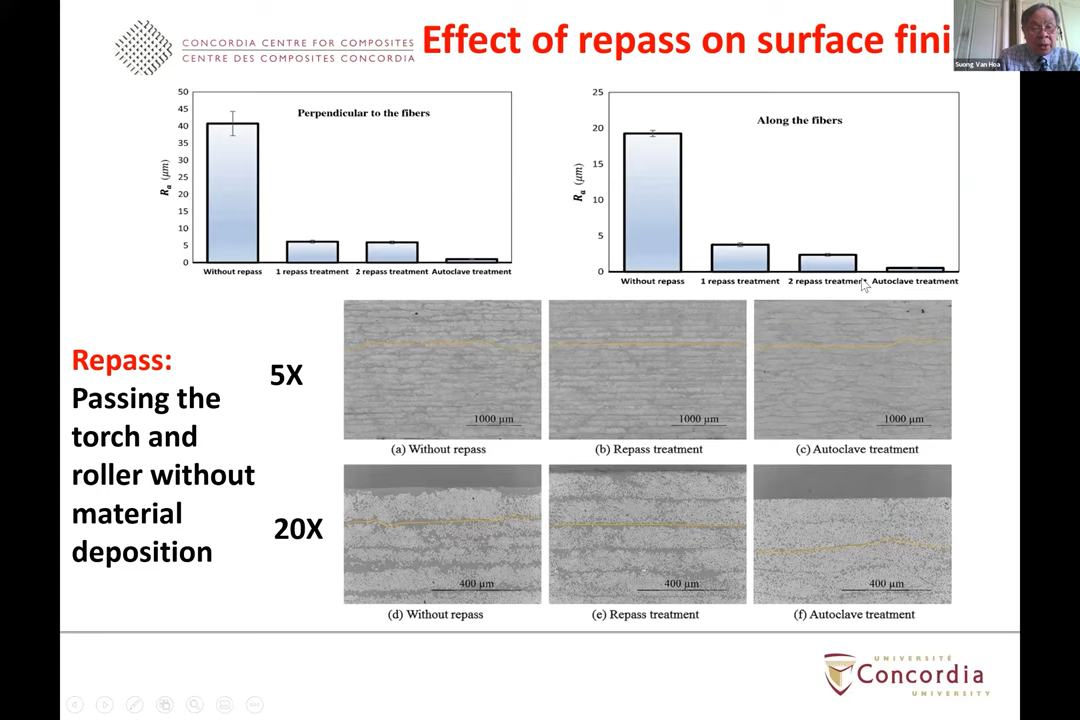 CONCORDIA CENTRE FOR COMPOSITES
CENTRE DES COMPOSITES CONCORDIA
Effect of repass on surface fini
Suong Van Hoa
Perpendicular to the fibers
50
45
40
35
30
25
20
15
10
5
0
Ra (µm)
Without repass 1 repass treatment 2 repass treatment Autoclave treatment
Along the fibers
25
20
15
10
5
0
Ra (µm)
Without repass 1 repass treatment 2 repass treatment Autoclave treatment
Repass:
Passing the
torch and
roller without
material
deposition
5X
1000 µm
1000 µm
1000 µm
(a) Without repass
(b) Repass treatment
(c) Autoclave treatment
20X
400 µm
400 µm
400 µm
(d) Without repass
(e) Repass treatment
(f) Autoclave treatment
UNIVERSITÉ
Concordia
UNIVERSITY